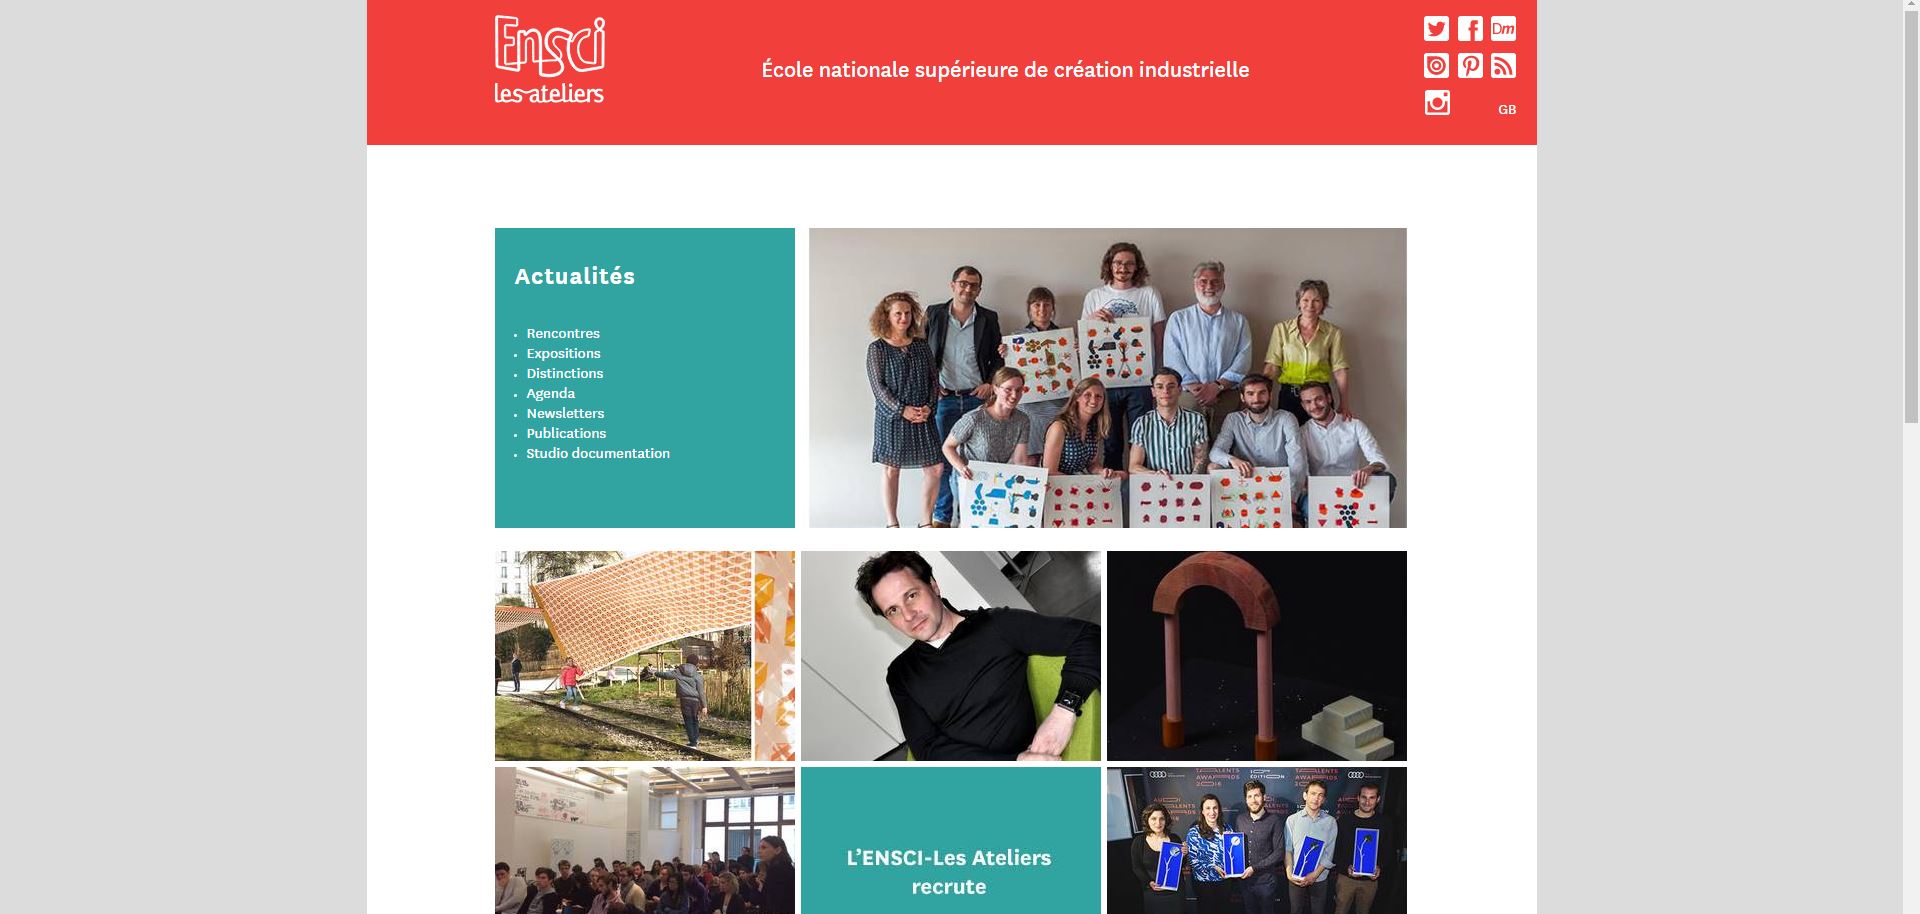 Ensci
les ateliers
École nationale supérieure de création industrielle
Dm
GB
Actualités
Rencontres
Expositions
Distinctions
Agenda
Newsletters
Publications
Studio documentation
L'ENSCI-Les Ateliers
recrute